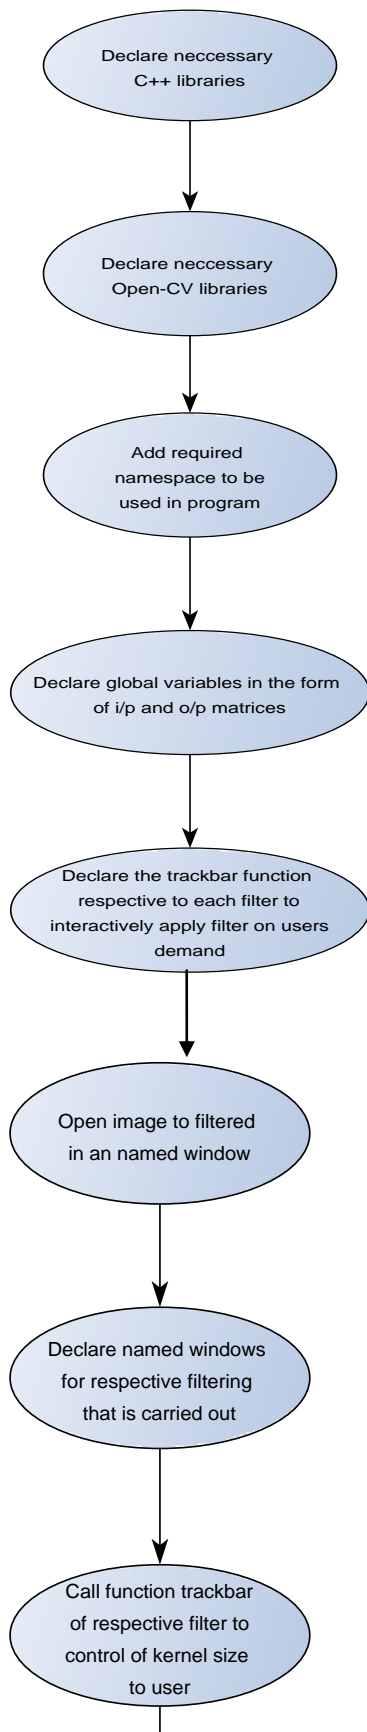 Declare neccessary
C++ libraries
Declare neccessary
Open-CV libraries
Add required
namespace to be
used in program
Declare global variables in the form
of i/p and o/p matrices
Declare the trackbar function
respective to each filter to
interactively apply filter on users
demand
Open image to filtered
in an named window
Declare named windows
for respective filtering
that is carried out
Call function trackbar
of respective filter to
control of kernel size
to user